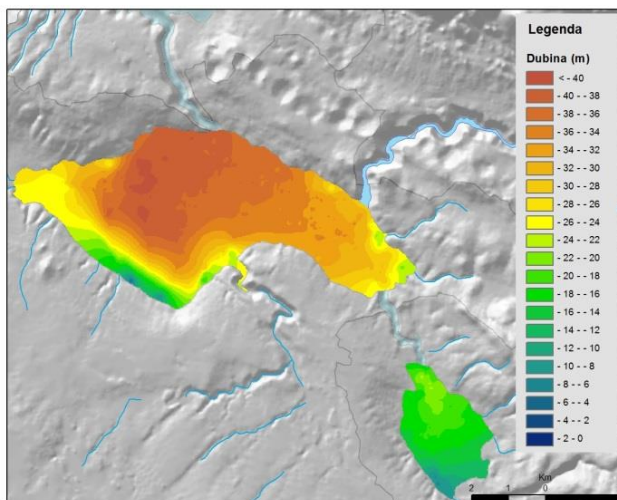 Legenda
Dubina (m)
< - 40
- 40 - - 38
- 38 - - 36
- 36 - - 34
- 34 - - 32
- 32 - - 30
- 30 - - 28
- 28 - - 26
- 26 - - 24
- 24 - - 22
- 22 - - 20
- 20 - - 18
- 18 - - 16
- 16 - - 14
- 14 - - 12
- 12 - - 10
- 10 - - 8
- 8 - - 6
- 6 - - 4
- 4 - - 2
- 2 - 0
Km
2 1 0